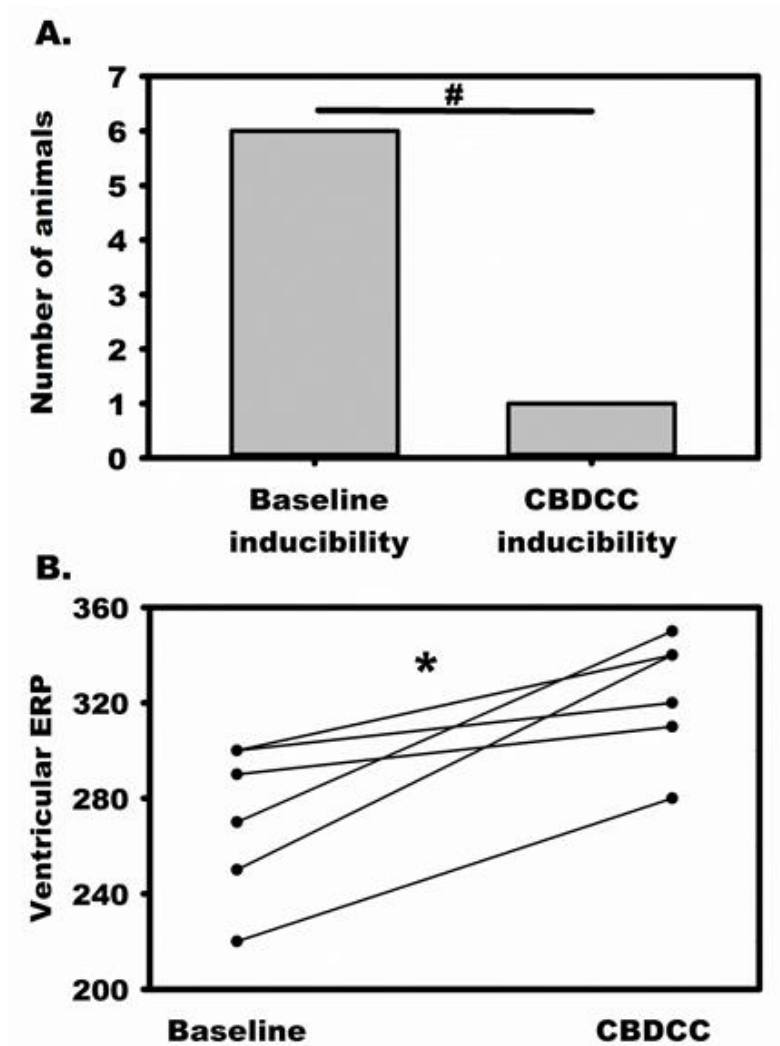 A.
Number of animals
7
#
6
5
4
3
2
1
0
Baseline
inducibility
CBDCC
inducibility
B.
Ventricular ERP
360
*
320
280
240
200
Baseline
CBDCC